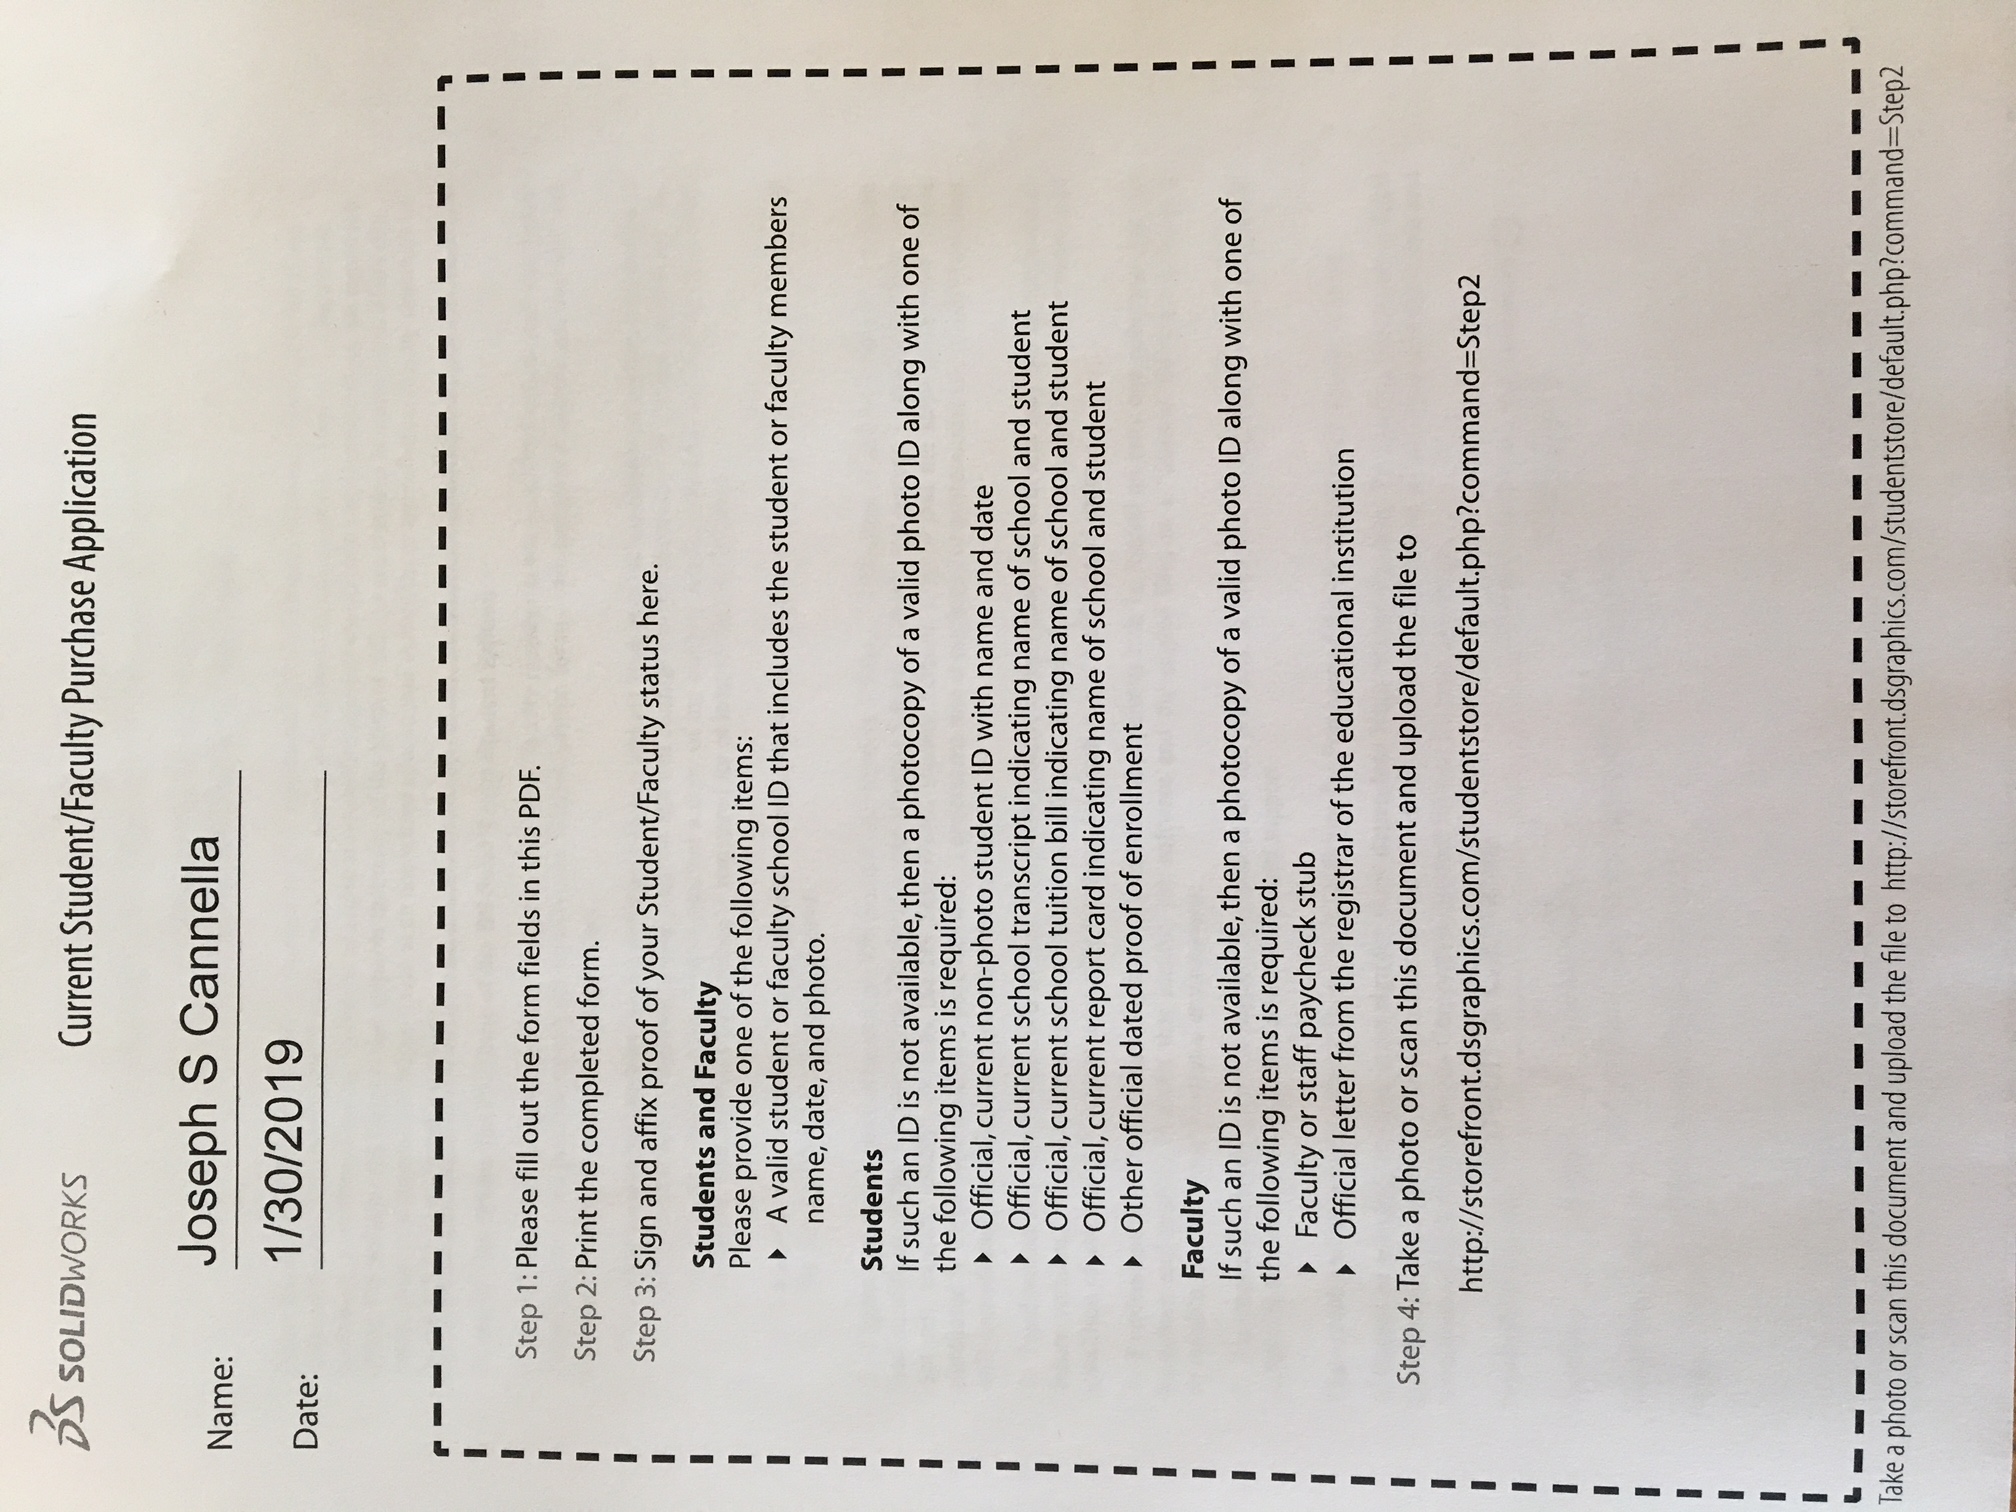 DS SOLIDWORKS
Current Student/Faculty Purchase Application
Name: Joseph S Cannella
Date: 1/30/2019
Step 1: Please fill out the form fields in this PDF.
Step 2: Print the completed form.
Step 3: Sign and affix proof of your Student/Faculty status here.
Students and Faculty
Please provide one of the following items:
‣ A valid student or faculty school ID that includes the student or faculty members
name, date, and photo.
Students
If such an ID is not available, then a photocopy of a valid photo ID along with one of
the following items is required:
‣ Official, current non-photo student ID with name and date
‣ Official, current school transcript indicating name of school and student
‣ Official, current school tuition bill indicating name of school and student
‣ Official, current report card indicating name of school and student
‣ Other official dated proof of enrollment
Faculty
If such an ID is not available, then a photocopy of a valid photo ID along with one of
the following items is required:
‣ Faculty or staff paycheck stub
‣ Official letter from the registrar of the educational institution
Step 4: Take a photo or scan this document and upload the file to
http://storefront.dsgraphics.com/studentstore/default.php?command=Step2
Take a photo or scan this document and upload the file to http://storefront.dsgraphics.com/studentstore/default.php?command=Step2